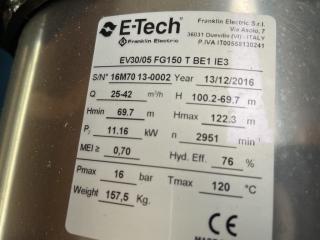 E-Tech
Franklin Electric
Franklin Electric S.r.l.
Via Asolo, 7
36031 Dueville (VI) - ITALY
P.IVA IT00558130241
EV30/05 FG150 T BE1 IE3
S/N° 16M70 13-0002 Year 13/12/2016
Q 25-42 m³/h H 100.2-69.7 m
Hmin 69.7 m Hmax 122.3 m
P₂ 11.16 kW n 2951 min
MEI ≥ 0,70 Hyd. Eff. 76 %
Pmax 16 bar Tmax 120 °C
Weight 157,5 Kg.
CE